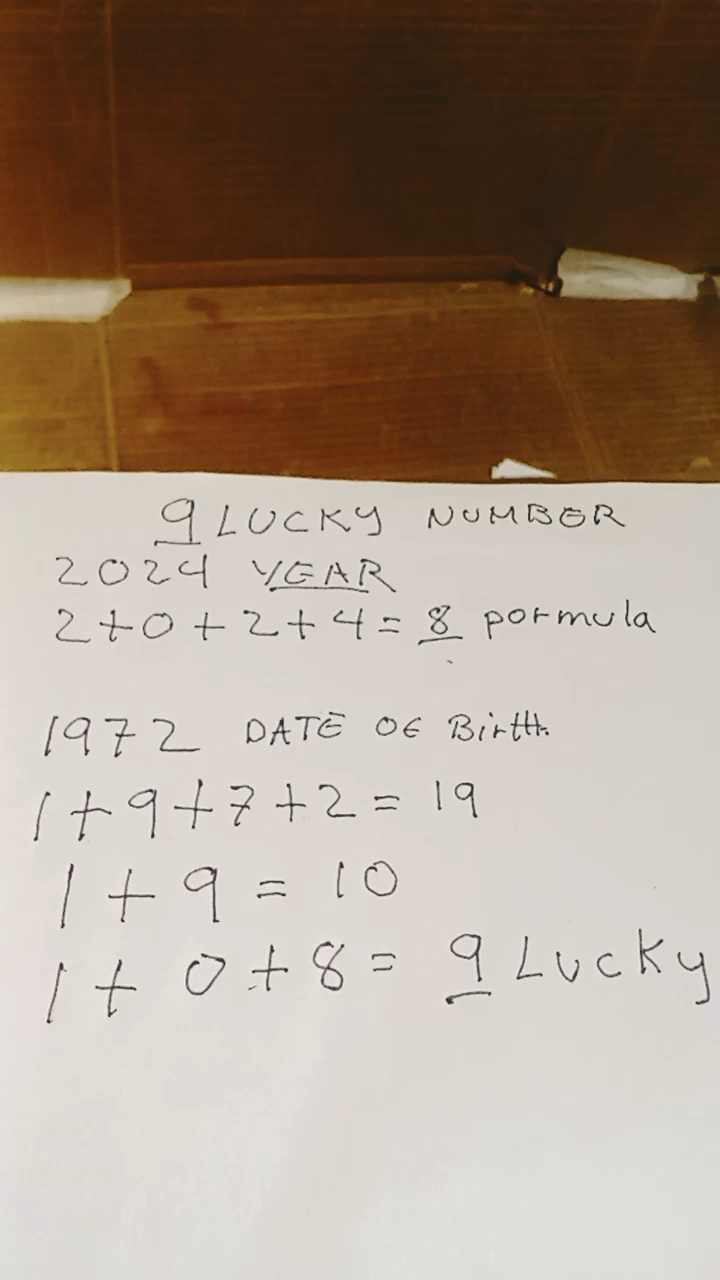 9 LUCKY NUMBER
2024 YEAR
2+0+2+4=8 pormula
1972 DATE OF Birth
1+9+7+2=19
1+9=10
1+0+8=9 Lucky